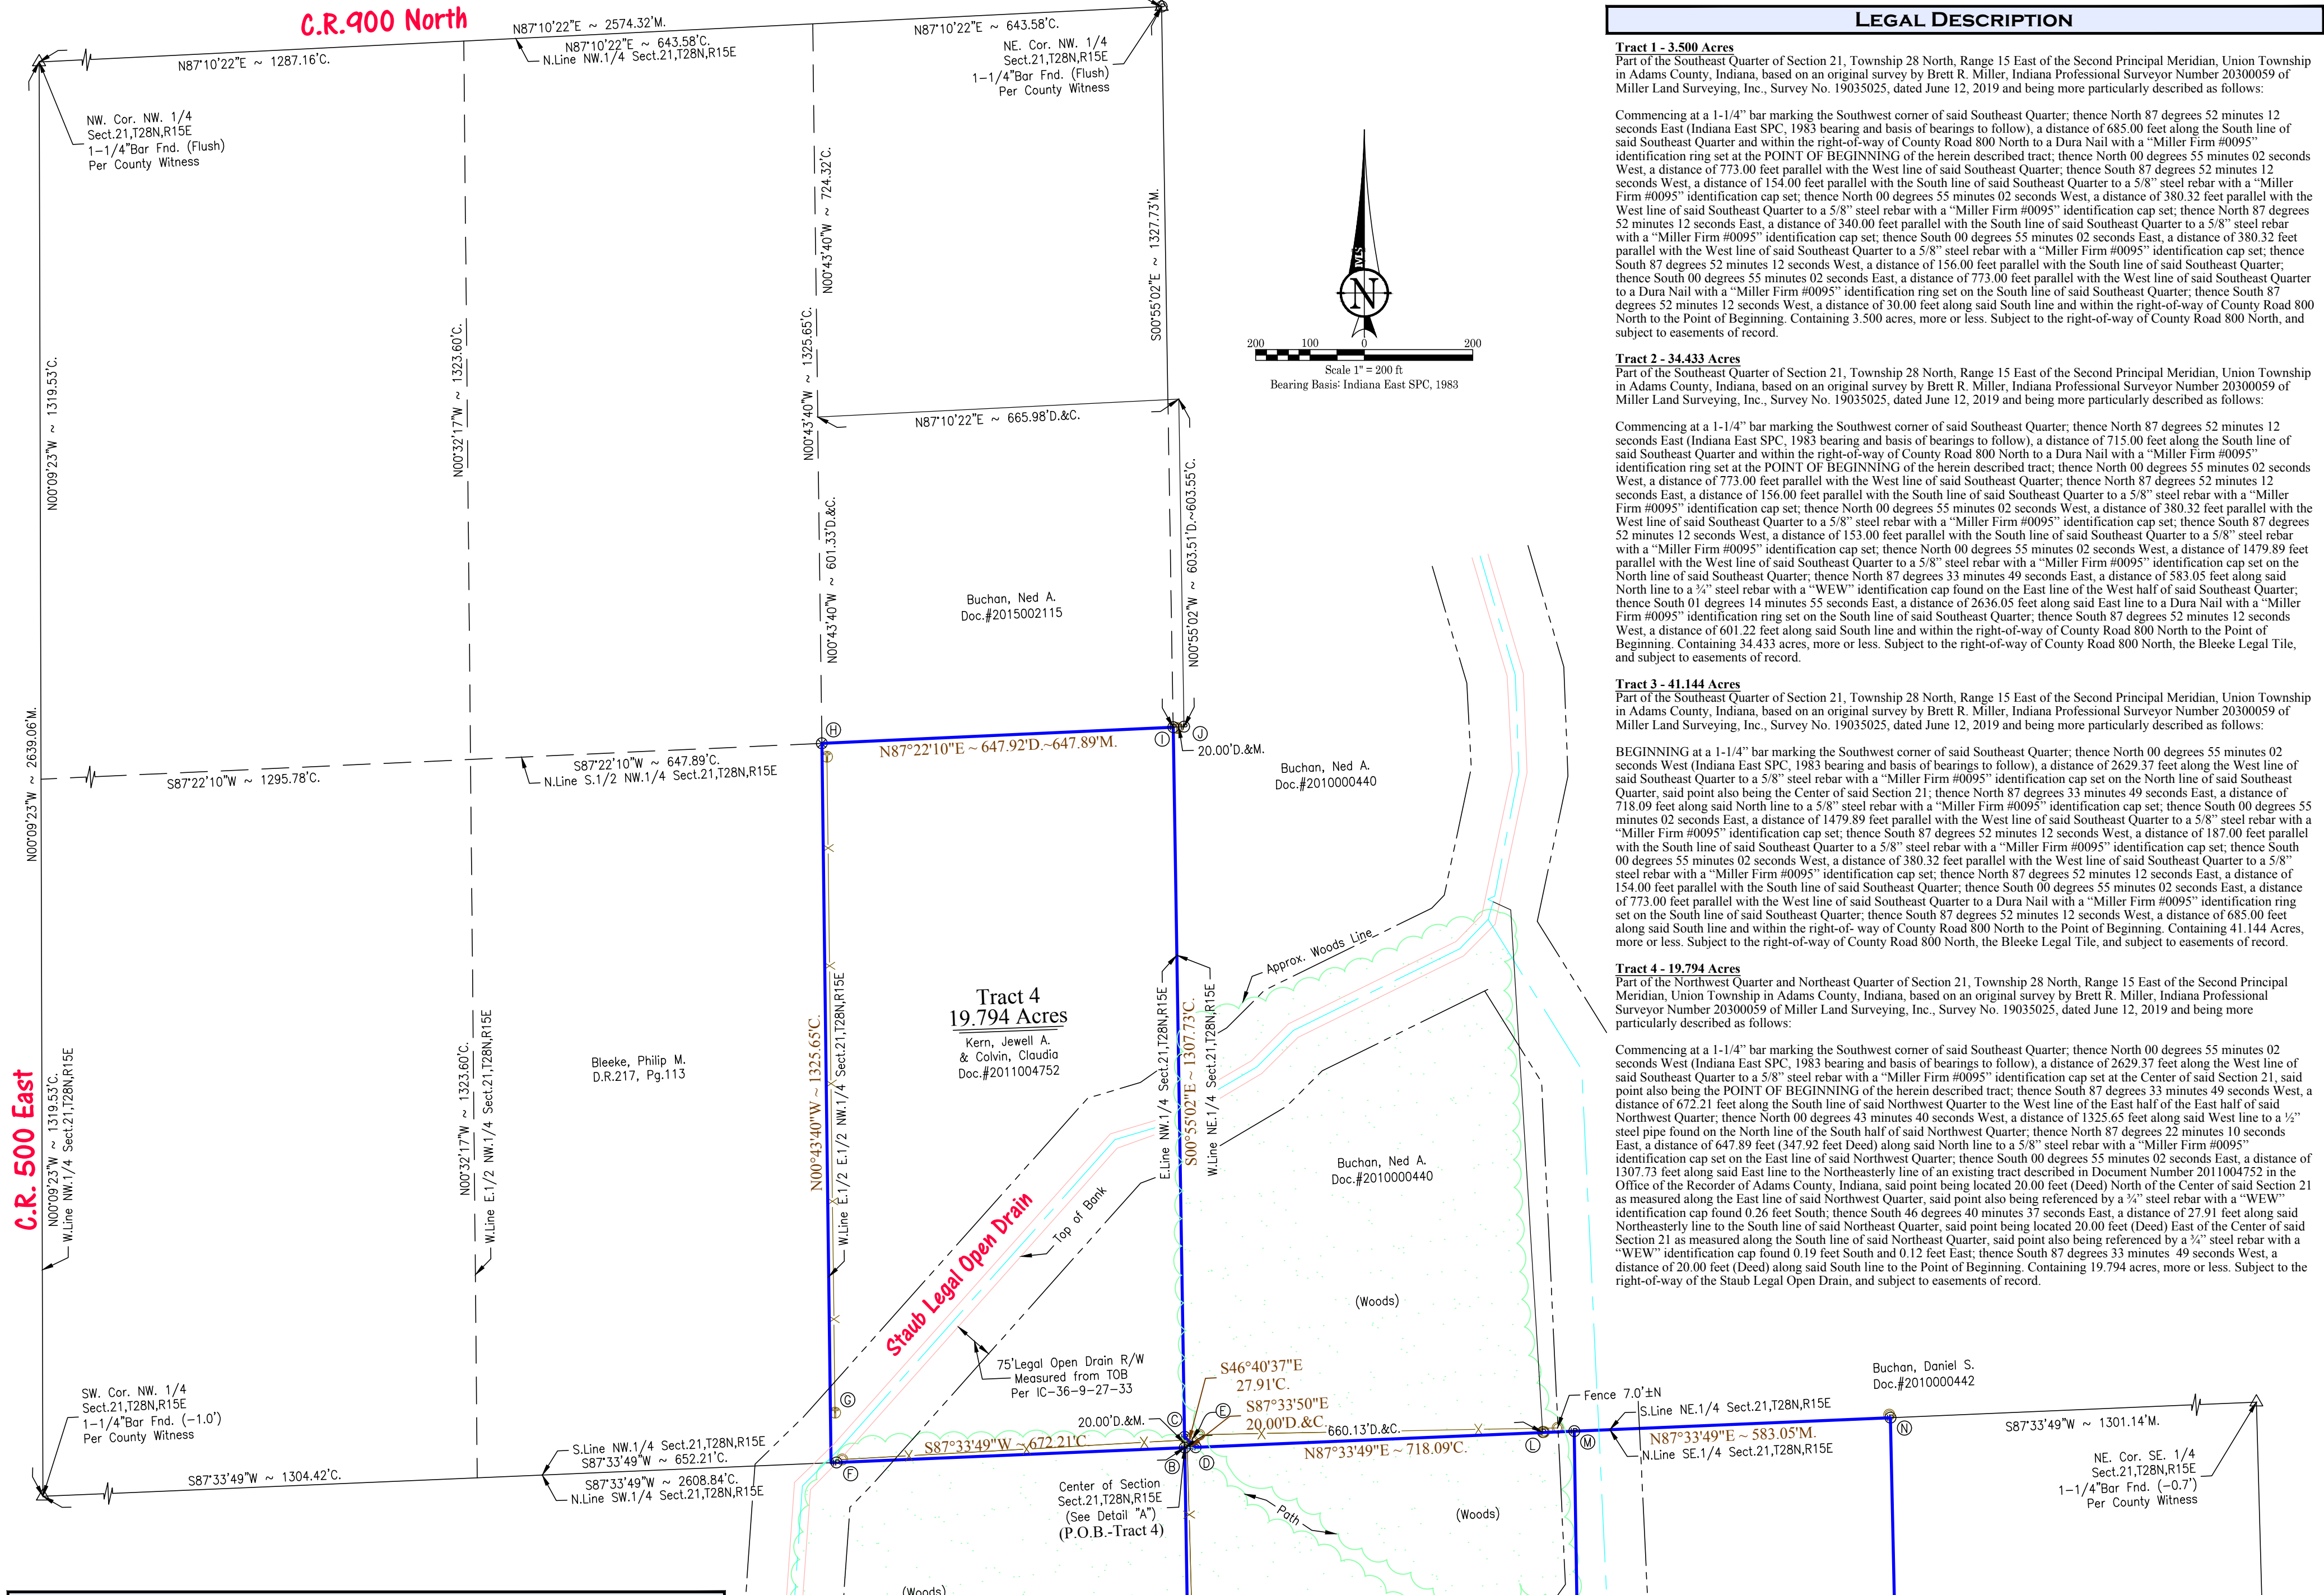 C.R.900 North
N87°10'22"E ~ 2574.32'M.
N87°10'22"E ~ 643.58'C.
N.Line NW.1/4 Sect.21,T28N,R15E
N87°10'22"E ~ 643.58'C.
NE. Cor. NW. 1/4
Sect.21,T28N,R15E
1-1/4"Bar Fnd. (Flush)
Per County Witness
N87°10'22"E ~ 1287.16'C.
NW. Cor. NW. 1/4
Sect.21,T28N,R15E
1-1/4"Bar Fnd. (Flush)
Per County Witness
N00°43'40"W ~ 724.32'C.
S00°55'02"E ~ 1327.73'M.
N00°09'23"W ~ 1319.53'C.
N00°32'17"W ~ 1323.60'C.
N00°43'40"W ~ 1325.65'C.
MLS
N
200 100 0 200
Scale 1" = 200 ft
Bearing Basis: Indiana East SPC, 1983
N87°10'22"E ~ 665.98'D.&C.
N00°43'40"W ~ 601.33'D.&C.
N00°55'02"W ~ 603.51'D.~603.55'C.
Buchan, Ned A.
Doc.#2015002115
N00°09'23"W ~ 2639.06'M.
H
N87°22'10"E ~ 647.92'D.~647.89'M.
I
J
20.00'D.&M.
S87°22'10"W ~ 1295.78'C.
S87°22'10"W ~ 647.89'C.
N.Line S.1/2 NW.1/4 Sect.21,T28N,R15E
Buchan, Ned A.
Doc.#2010000440
Approx. Woods Line
Tract 4
19.794 Acres
Kern, Jewell A.
& Colvin, Claudia
Doc.#2011004752
Bleeke, Philip M.
D.R.217, Pg.113
N00°43'40"W ~ 1325.65'C.
W.Line E.1/2 E.1/4 NW.1/4 Sect.21,T28N,R15E
E.Line NW.1/4 Sect.21,T28N,R15E
S00°55'02"E ~ 1307.73'C.
W.Line NE.1/4 Sect.21,T28N,R15E
C.R. 500 East
N00°09'23"W ~ 1319.53'C.
W.Line NW.1/4 Sect.21,T28N,R15E
N00°32'17"W ~ 1323.60'C.
W.Line E.1/2 NW.1/4 Sect.21,T28N,R15E
Buchan, Ned A.
Doc.#2010000440
Staub Legal Open Drain
Top of Bank
(Woods)
75'Legal Open Drain R/W
Measured from TOB
Per IC-36-9-27-33
S46°40'37"E
27.91'C.
S87°33'50"E
20.00'D.&C.
20.00'D.&M.
C
E
G
SW. Cor. NW. 1/4
Sect.21,T28N,R15E
1-1/4"Bar Fnd. (-1.0')
Per County Witness
S87°33'49"W ~ 1304.42'C.
S.Line NW.1/4 Sect.21,T28N,R15E
S87°33'49"W ~ 652.21'C.
S87°33'49"W ~ 2608.84'C.
N.Line SW.1/4 Sect.21,T28N,R15E
F
S87°33'49"W ~ 672.21'C.
B
D
660.13'D.&C.
N87°33'49"E ~ 718.09'C.
L
M
Fence 7.0'±N
S.Line NE.1/4 Sect.21,T28N,R15E
N87°33'49"E ~ 583.05'M.
N.Line SE.1/4 Sect.21,T28N,R15E
N
Buchan, Daniel S.
Doc.#2010000442
S87°33'49"W ~ 1301.14'M.
NE. Cor. SE. 1/4
Sect.21,T28N,R15E
1-1/4"Bar Fnd. (-0.7')
Per County Witness
Center of Section
Sect.21,T28N,R15E
(See Detail "A")
(P.O.B.-Tract 4)
Path
(Woods)
(Woods)
LEGAL DESCRIPTION
Tract 1 - 3.500 Acres
Part of the Southeast Quarter of Section 21, Township 28 North, Range 15 East of the Second Principal Meridian, Union Township
in Adams County, Indiana, based on an original survey by Brett R. Miller, Indiana Professional Surveyor Number 20300059 of
Miller Land Surveying, Inc., Survey No. 19035025, dated June 12, 2019 and being more particularly described as follows:
Commencing at a 1-1/4” bar marking the Southwest corner of said Southeast Quarter; thence North 87 degrees 52 minutes 12
seconds East (Indiana East SPC, 1983 bearing and basis of bearings to follow), a distance of 685.00 feet along the South line of
said Southeast Quarter and within the right-of-way of County Road 800 North to a Dura Nail with a “Miller Firm #0095”
identification ring set at the POINT OF BEGINNING of the herein described tract; thence North 00 degrees 55 minutes 02 seconds
West, a distance of 773.00 feet parallel with the West line of said Southeast Quarter; thence South 87 degrees 52 minutes 12
seconds West, a distance of 154.00 feet parallel with the South line of said Southeast Quarter to a 5/8” steel rebar with a “Miller
Firm #0095” identification cap set; thence North 00 degrees 55 minutes 02 seconds West, a distance of 380.32 feet parallel with the
West line of said Southeast Quarter to a 5/8” steel rebar with a “Miller Firm #0095” identification cap set; thence North 87 degrees
52 minutes 12 seconds East, a distance of 340.00 feet parallel with the South line of said Southeast Quarter to a 5/8” steel rebar
with a “Miller Firm #0095” identification cap set; thence South 00 degrees 55 minutes 02 seconds East, a distance of 380.32 feet
parallel with the West line of said Southeast Quarter to a 5/8” steel rebar with a “Miller Firm #0095” identification cap set; thence
South 87 degrees 52 minutes 12 seconds West, a distance of 156.00 feet parallel with the South line of said Southeast Quarter;
thence South 00 degrees 55 minutes 02 seconds East, a distance of 773.00 feet parallel with the West line of said Southeast Quarter
to a Dura Nail with a “Miller Firm #0095” identification ring set on the South line of said Southeast Quarter; thence South 87
degrees 52 minutes 12 seconds West, a distance of 30.00 feet along said South line and within the right-of-way of County Road 800
North to the Point of Beginning. Containing 3.500 acres, more or less. Subject to the right-of-way of County Road 800 North, and
subject to easements of record.
Tract 2 - 34.433 Acres
Part of the Southeast Quarter of Section 21, Township 28 North, Range 15 East of the Second Principal Meridian, Union Township
in Adams County, Indiana, based on an original survey by Brett R. Miller, Indiana Professional Surveyor Number 20300059 of
Miller Land Surveying, Inc., Survey No. 19035025, dated June 12, 2019 and being more particularly described as follows:
Commencing at a 1-1/4” bar marking the Southwest corner of said Southeast Quarter; thence North 87 degrees 52 minutes 12
seconds East (Indiana East SPC, 1983 bearing and basis of bearings to follow), a distance of 715.00 feet along the South line of
said Southeast Quarter and within the right-of-way of County Road 800 North to a Dura Nail with a “Miller Firm #0095”
identification ring set at the POINT OF BEGINNING of the herein described tract; thence North 00 degrees 55 minutes 02 seconds
West, a distance of 773.00 feet parallel with the West line of said Southeast Quarter; thence North 87 degrees 52 minutes 12
seconds East, a distance of 156.00 feet parallel with the South line of said Southeast Quarter to a 5/8” steel rebar with a “Miller
Firm #0095” identification cap set; thence North 00 degrees 55 minutes 02 seconds West, a distance of 380.32 feet parallel with the
West line of said Southeast Quarter to a 5/8” steel rebar with a “Miller Firm #0095” identification cap set; thence South 87 degrees
52 minutes 12 seconds West, a distance of 153.00 feet parallel with the South line of said Southeast Quarter to a 5/8” steel rebar
with a “Miller Firm #0095” identification cap set; thence North 00 degrees 55 minutes 02 seconds West, a distance of 1479.89 feet
parallel with the West line of said Southeast Quarter to a 5/8” steel rebar with a “Miller Firm #0095” identification cap set on the
North line of said Southeast Quarter; thence North 87 degrees 33 minutes 49 seconds East, a distance of 583.05 feet along said
North line to a ¾” steel rebar with a “WEW” identification cap found on the East line of the West half of said Southeast Quarter;
thence South 01 degrees 14 minutes 55 seconds East, a distance of 2636.05 feet along said East line to a Dura Nail with a “Miller
Firm #0095” identification ring set on the South line of said Southeast Quarter; thence South 87 degrees 52 minutes 12 seconds
West, a distance of 601.22 feet along said South line and within the right-of-way of County Road 800 North to the Point of
Beginning. Containing 34.433 acres, more or less. Subject to the right-of-way of County Road 800 North, the Bleeke Legal Tile,
and subject to easements of record.
Tract 3 - 41.144 Acres
Part of the Southeast Quarter of Section 21, Township 28 North, Range 15 East of the Second Principal Meridian, Union Township
in Adams County, Indiana, based on an original survey by Brett R. Miller, Indiana Professional Surveyor Number 20300059 of
Miller Land Surveying, Inc., Survey No. 19035025, dated June 12, 2019 and being more particularly described as follows:
BEGINNING at a 1-1/4” bar marking the Southwest corner of said Southeast Quarter; thence North 00 degrees 55 minutes 02
seconds West (Indiana East SPC, 1983 bearing and basis of bearings to follow), a distance of 2629.37 feet along the West line of
said Southeast Quarter to a 5/8” steel rebar with a “Miller Firm #0095” identification cap set on the North line of said Southeast
Quarter, said point also being the Center of said Section 21; thence North 87 degrees 33 minutes 49 seconds East, a distance of
718.09 feet along said North line to a 5/8” steel rebar with a “Miller Firm #0095” identification cap set; thence South 00 degrees 55
minutes 02 seconds East, a distance of 1479.89 feet parallel with the West line of said Southeast Quarter to a 5/8” steel rebar with a
“Miller Firm #0095” identification cap set; thence South 87 degrees 52 minutes 12 seconds West, a distance of 187.00 feet parallel
with the South line of said Southeast Quarter to a 5/8” steel rebar with a “Miller Firm #0095” identification cap set; thence South
00 degrees 55 minutes 02 seconds West, a distance of 380.32 feet parallel with the West line of said Southeast Quarter to a 5/8”
steel rebar with a “Miller Firm #0095” identification cap set; thence North 87 degrees 52 minutes 12 seconds East, a distance of
154.00 feet parallel with the South line of said Southeast Quarter; thence South 00 degrees 55 minutes 02 seconds East, a distance
of 773.00 feet parallel with the West line of said Southeast Quarter to a Dura Nail with a “Miller Firm #0095” identification ring
set on the South line of said Southeast Quarter; thence South 87 degrees 52 minutes 12 seconds West, a distance of 685.00 feet
along said South line and within the right-of- way of County Road 800 North to the Point of Beginning. Containing 41.144 Acres,
more or less. Subject to the right-of-way of County Road 800 North, the Bleeke Legal Tile, and subject to easements of record.
Tract 4 - 19.794 Acres
Part of the Northwest Quarter and Northeast Quarter of Section 21, Township 28 North, Range 15 East of the Second Principal
Meridian, Union Township in Adams County, Indiana, based on an original survey by Brett R. Miller, Indiana Professional
Surveyor Number 20300059 of Miller Land Surveying, Inc., Survey No. 19035025, dated June 12, 2019 and being more
particularly described as follows:
Commencing at a 1-1/4” bar marking the Southwest corner of said Southeast Quarter; thence North 00 degrees 55 minutes 02
seconds West (Indiana East SPC, 1983 bearing and basis of bearings to follow), a distance of 2629.37 feet along the West line of
said Southeast Quarter to a 5/8” steel rebar with a “Miller Firm #0095” identification cap set at the Center of said Section 21, said
point also being the POINT OF BEGINNING of the herein described tract; thence South 87 degrees 33 minutes 49 seconds West, a
distance of 672.21 feet along the South line of said Northwest Quarter to the West line of the East half of the East half of said
Northwest Quarter; thence North 00 degrees 43 minutes 40 seconds West, a distance of 1325.65 feet along said West line to a ½”
steel pipe found on the North line of the South half of said Northwest Quarter; thence North 87 degrees 22 minutes 10 seconds
East, a distance of 647.89 feet (347.92 feet Deed) along said North line to a 5/8” steel rebar with a “Miller Firm #0095”
identification cap set on the East line of said Northwest Quarter; thence South 00 degrees 55 minutes 02 seconds East, a distance of
1307.73 feet along said East line to the Northeasterly line of an existing tract described in Document Number 2011004752 in the
Office of the Recorder of Adams County, Indiana, said point being located 20.00 feet (Deed) North of the Center of said Section 21
as measured along the East line of said Northwest Quarter, said point also being referenced by a ¾” steel rebar with a “WEW”
identification cap found 0.26 feet South; thence South 46 degrees 40 minutes 37 seconds East, a distance of 27.91 feet along said
Northeasterly line to the South line of said Northeast Quarter, said point being located 20.00 feet (Deed) East of the Center of said
Section 21 as measured along the South line of said Northeast Quarter, said point also being referenced by a ¾” steel rebar with a
“WEW” identification cap found 0.19 feet South and 0.12 feet East; thence South 87 degrees 33 minutes 49 seconds West, a
distance of 20.00 feet (Deed) along said South line to the Point of Beginning. Containing 19.794 acres, more or less. Subject to the
right-of-way of the Staub Legal Open Drain, and subject to easements of record.